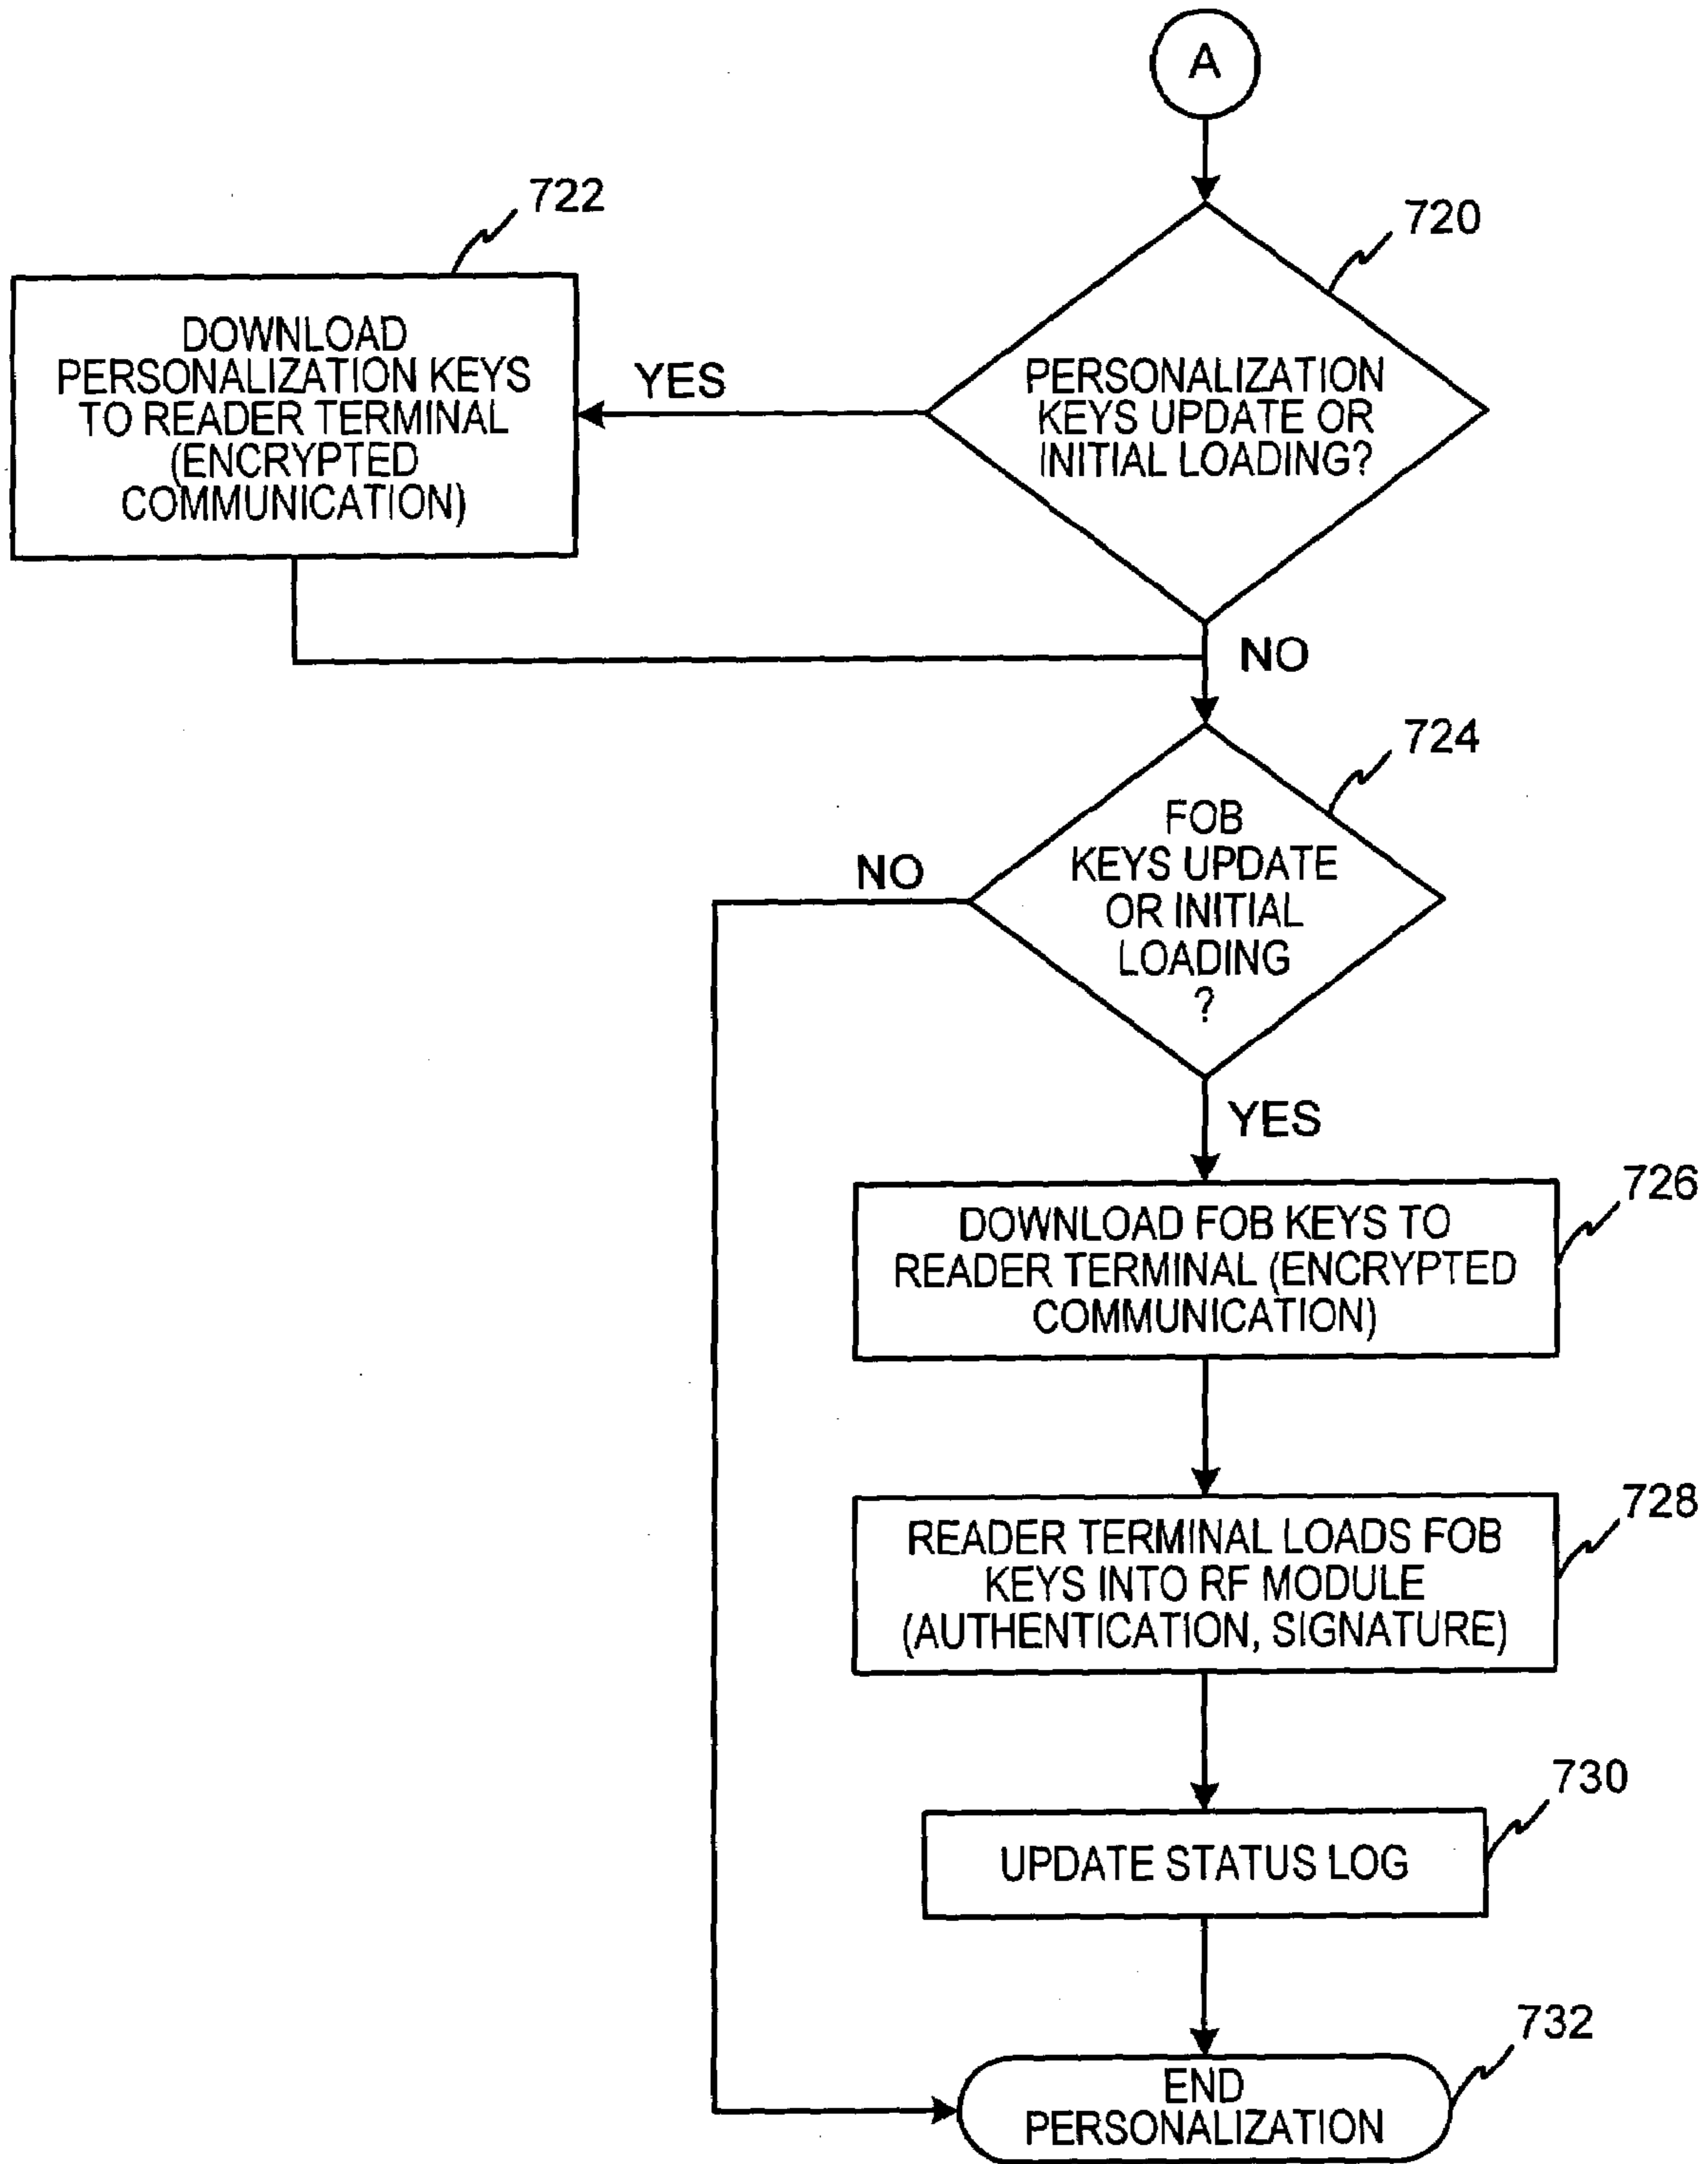 A
720
722
PERSONALIZATION
KEYS UPDATE OR
INITIAL LOADING?
YES
DOWNLOAD
PERSONALIZATION KEYS
TO READER TERMINAL
(ENCRYPTED
COMMUNICATION)
NO
724
FOB
KEYS UPDATE
OR INITIAL
LOADING
?
NO
YES
726
DOWNLOAD FOB KEYS TO
READER TERMINAL (ENCRYPTED
COMMUNICATION)
728
READER TERMINAL LOADS FOB
KEYS INTO RF MODULE
(AUTHENTICATION, SIGNATURE)
730
UPDATE STATUS LOG
732
END
PERSONALIZATION